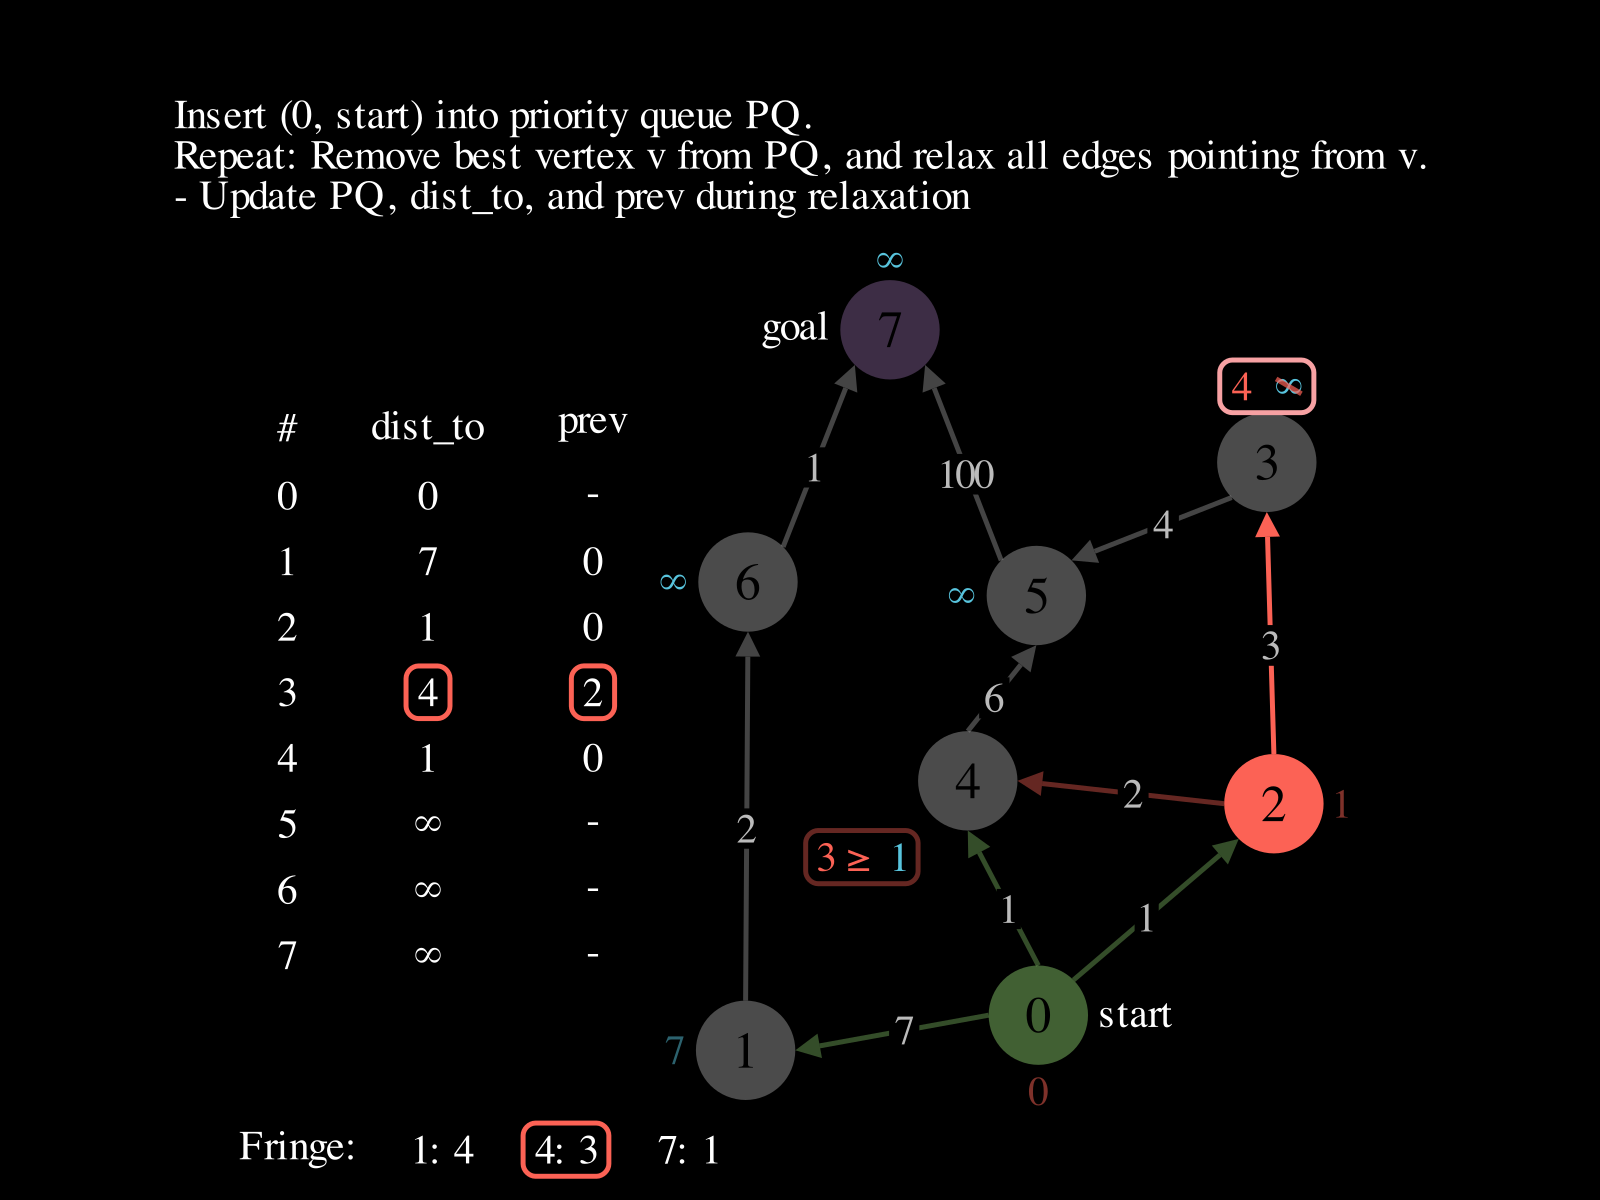 Insert (0, start) into priority queue PQ.
Repeat: Remove best vertex v from PQ, and relax all edges pointing from v.
- Update PQ, dist_to, and prev during relaxation
∞
goal 7
4 ∞
3
# dist_to prev
0 0 -
1 7 0
2 1 0
3 4 2
4 1 0
5 ∞ -
6 ∞ -
7 ∞ -
1
100
4
∞ 6
∞ 5
3
6
4
2
2 1
2
3 ≥ 1
1
1
0 start
7
7 1
0
Fringe: 1: 4 4: 3 7: 1